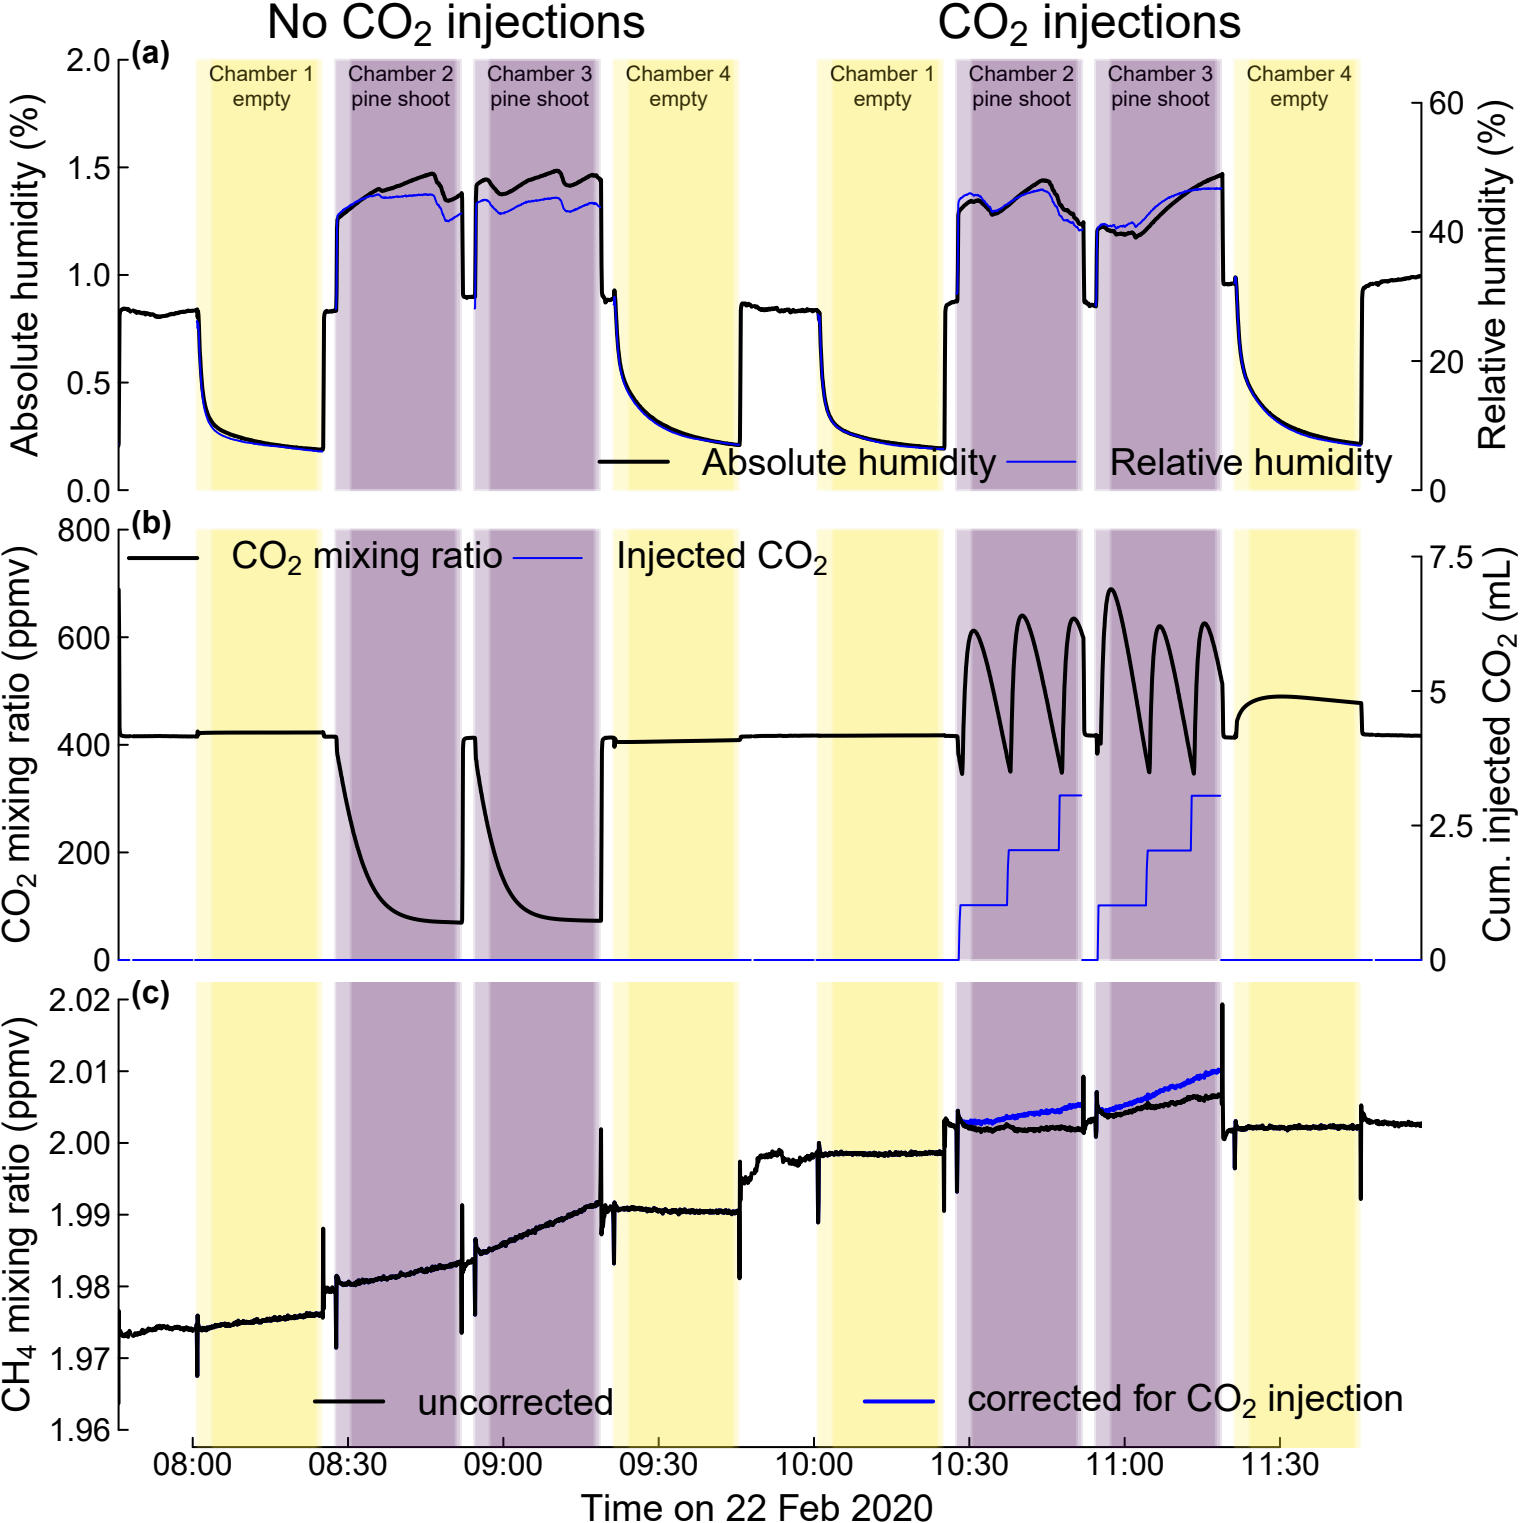 No CO₂ injections
CO₂ injections
(a)
Chamber 1
empty
Chamber 2
pine shoot
Chamber 3
pine shoot
Chamber 4
empty
Chamber 1
empty
Chamber 2
pine shoot
Chamber 3
pine shoot
Chamber 4
empty
Absolute humidity (%)
2.0
1.5
1.0
0.5
0.0
Relative humidity (%)
60
40
20
0
Absolute humidity
Relative humidity
(b)
CO₂ mixing ratio
Injected CO₂
CO₂ mixing ratio (ppmv)
800
600
400
200
0
Cum. injected CO₂ (mL)
7.5
5
2.5
0
(c)
CH₄ mixing ratio (ppmv)
2.02
2.01
2.00
1.99
1.98
1.97
1.96
uncorrected
corrected for CO₂ injection
08:00
08:30
09:00
09:30
10:00
10:30
11:00
11:30
Time on 22 Feb 2020